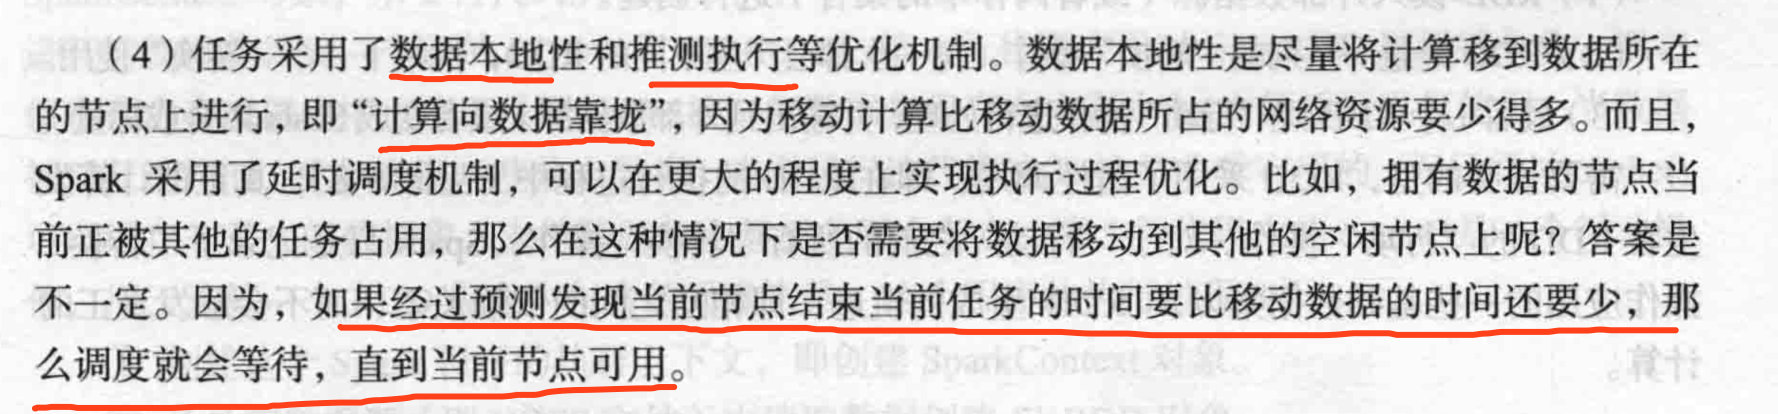 （4）任务采用了数据本地性和推测执行等优化机制。数据本地性是尽量将计算移到数据所在
的节点上进行，即“计算向数据靠拢”，因为移动计算比移动数据所占的网络资源要少得多。而且，
Spark 采用了延时调度机制，可以在更大的程度上实现执行过程优化。比如，拥有数据的节点当
前正被其他的任务占用，那么在这种情况下是否需要将数据移动到其他的空闲节点上呢？答案是
不一定。因为，如果经过预测发现当前节点结束当前任务的时间要比移动数据的时间还要少，那
么调度就会等待，直到当前节点可用。